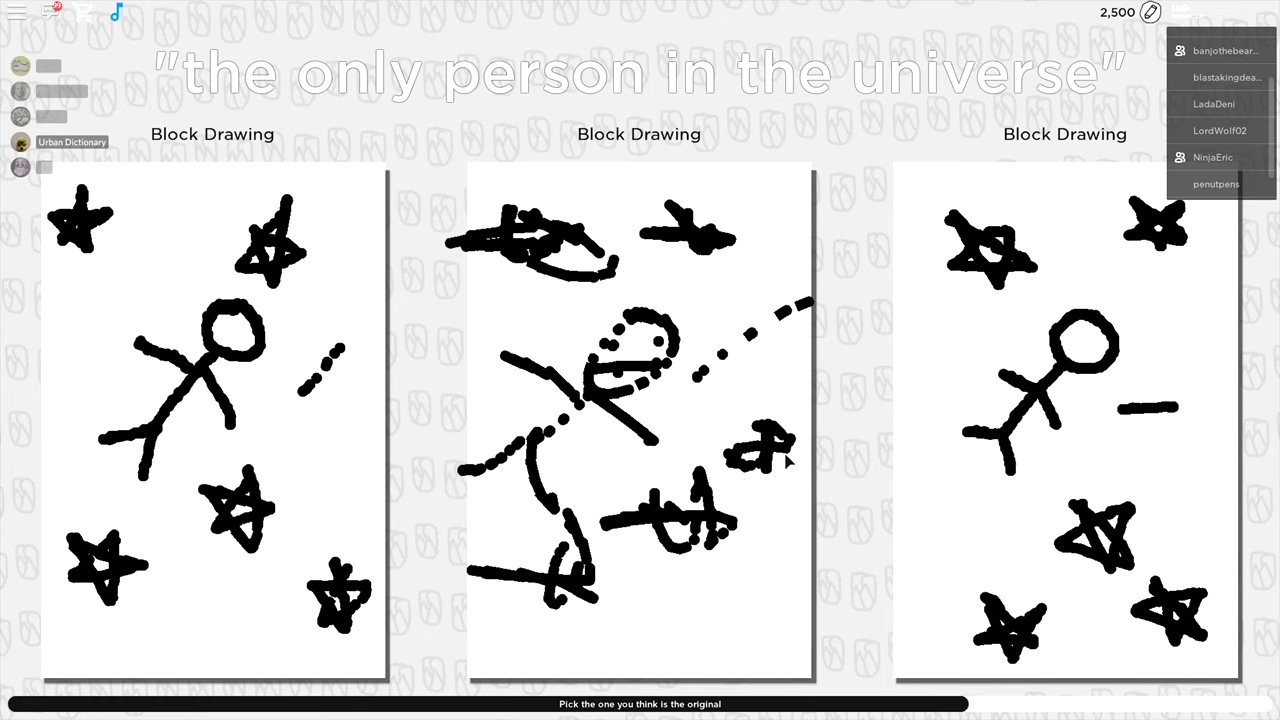 99
2,500
"the only person in the universe"
banjothebear...
blastakingdea...
LadaDeni
LordWolf02
NinjaEric
penutpens
Urban Dictionary
Block Drawing
Block Drawing
Block Drawing
Pick the one you think is the original